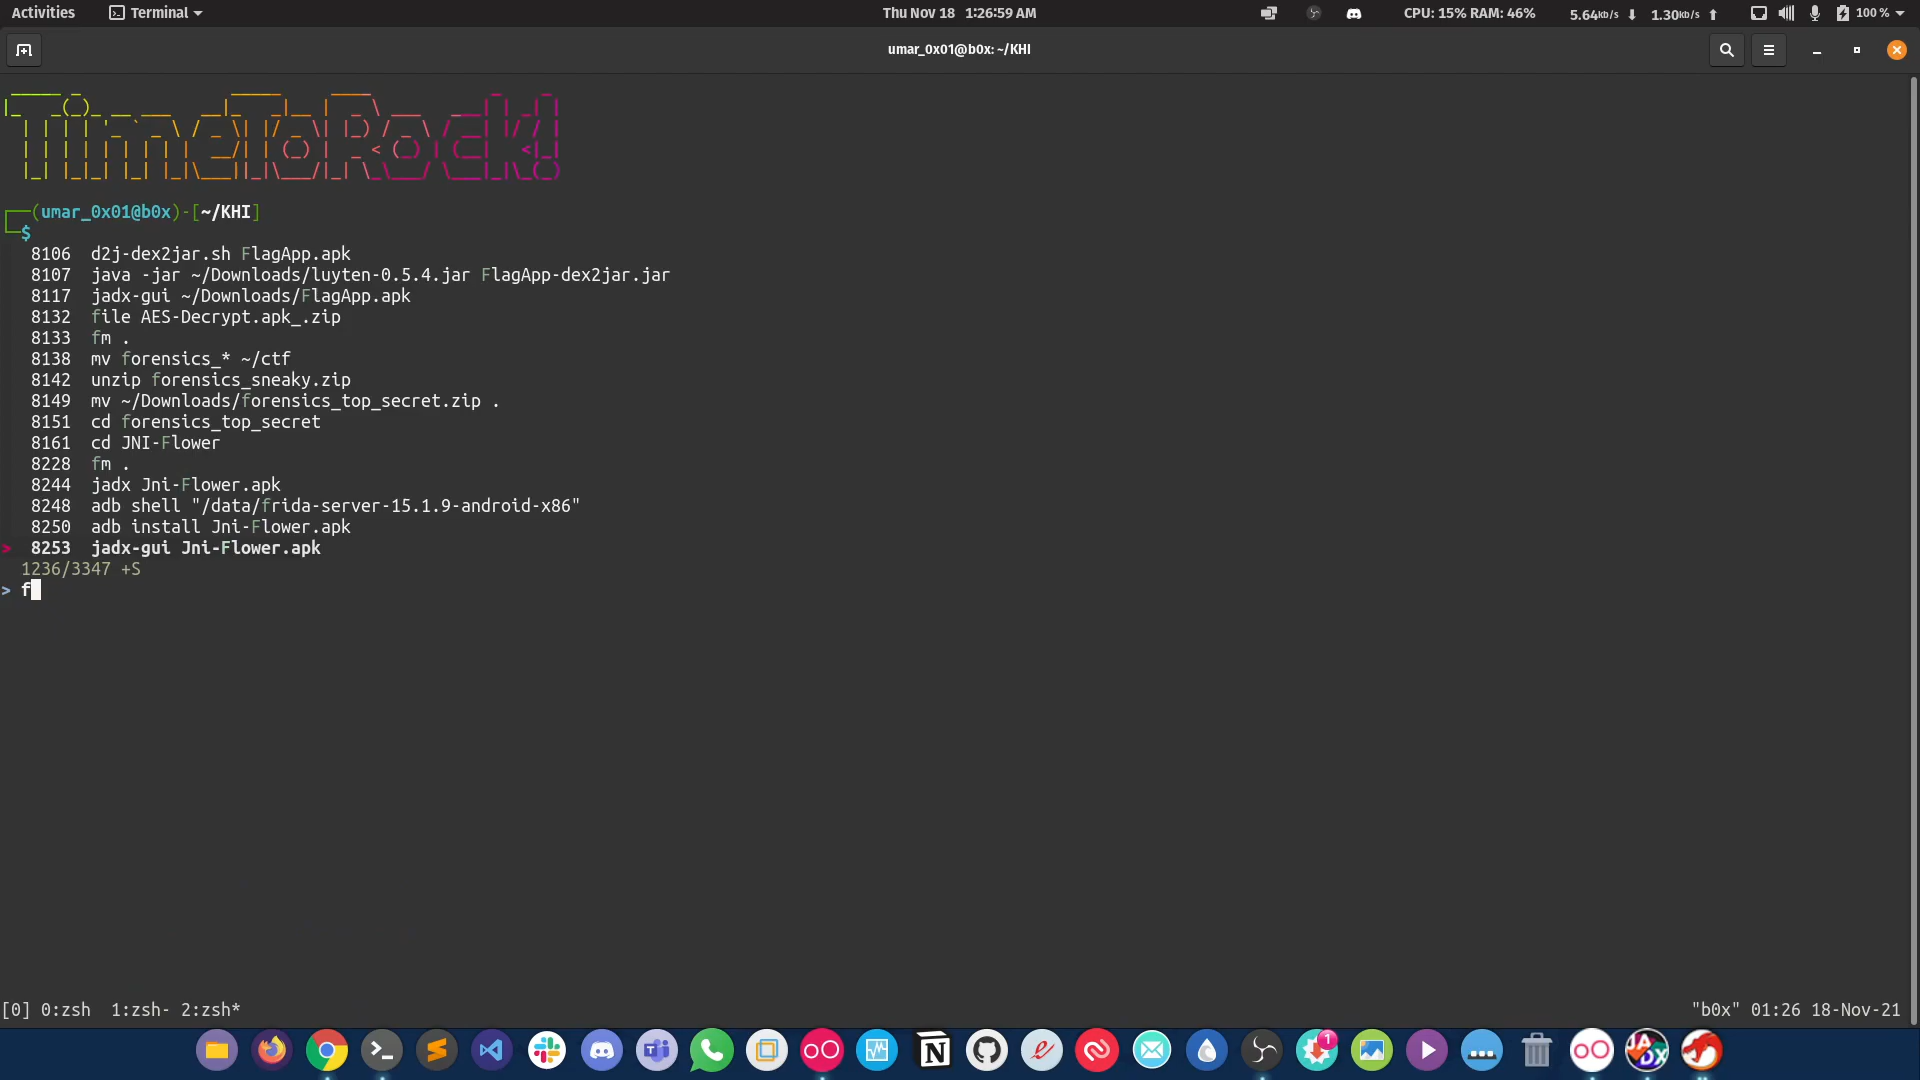 Activities Terminal Thu Nov 18 1:26:59 AM CPU: 15% RAM: 46% 5.64kb/s 1.30kb/s 100 %
umar_0x01@b0x: ~/KHI
TimeToRock!
(umar_0x01@b0x)-[~/KHI]
$
8106 d2j-dex2jar.sh FlagApp.apk
8107 java -jar ~/Downloads/luyten-0.5.4.jar FlagApp-dex2jar.jar
8117 jadx-gui ~/Downloads/FlagApp.apk
8132 file AES-Decrypt.apk_.zip
8133 fm .
8138 mv forensics_* ~/ctf
8142 unzip forensics_sneaky.zip
8149 mv ~/Downloads/forensics_top_secret.zip .
8151 cd forensics_top_secret
8161 cd JNI-Flower
8228 fm .
8244 jadx Jni-Flower.apk
8248 adb shell "/data/frida-server-15.1.9-android-x86"
8250 adb install Jni-Flower.apk
> 8253 jadx-gui Jni-Flower.apk
1236/3347 +S
> f
[0] 0:zsh 1:zsh- 2:zsh* "b0x" 01:26 18-Nov-21
1
JADX